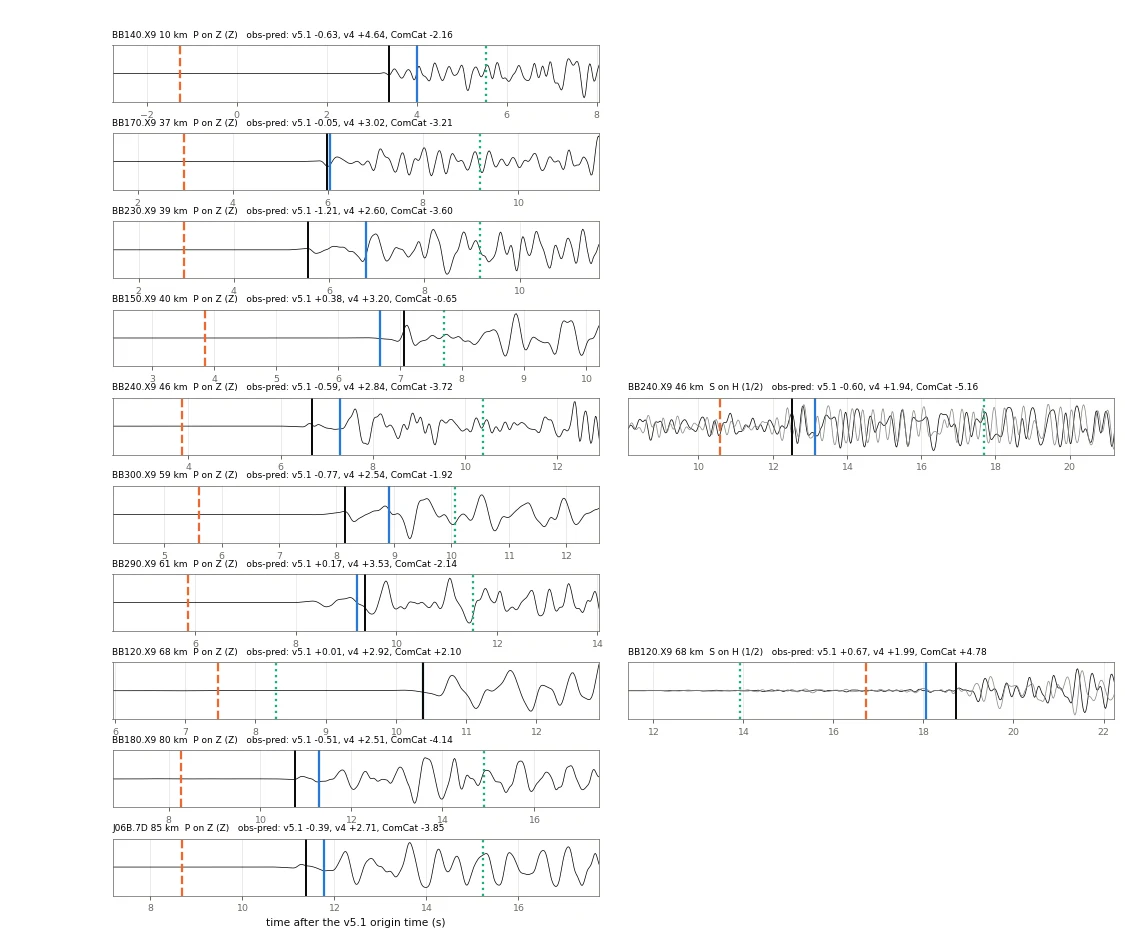 BB140.X9 10 km P on Z (Z) obs-pred: v5.1 -0.63, v4 +4.64, ComCat -2.16
−2 0 2 4 6 8
BB170.X9 37 km P on Z (Z) obs-pred: v5.1 -0.05, v4 +3.02, ComCat -3.21
2 4 6 8 10
BB230.X9 39 km P on Z (Z) obs-pred: v5.1 -1.21, v4 +2.60, ComCat -3.60
2 4 6 8 10
BB150.X9 40 km P on Z (Z) obs-pred: v5.1 +0.38, v4 +3.20, ComCat -0.65
3 4 5 6 7 8 9 10
BB240.X9 46 km P on Z (Z) obs-pred: v5.1 -0.59, v4 +2.84, ComCat -3.72
4 6 8 10 12
BB240.X9 46 km S on H (1/2) obs-pred: v5.1 -0.60, v4 +1.94, ComCat -5.16
10 12 14 16 18 20
BB300.X9 59 km P on Z (Z) obs-pred: v5.1 -0.77, v4 +2.54, ComCat -1.92
5 6 7 8 9 10 11 12
BB290.X9 61 km P on Z (Z) obs-pred: v5.1 +0.17, v4 +3.53, ComCat -2.14
6 8 10 12 14
BB120.X9 68 km P on Z (Z) obs-pred: v5.1 +0.01, v4 +2.92, ComCat +2.10
6 7 8 9 10 11 12
BB120.X9 68 km S on H (1/2) obs-pred: v5.1 +0.67, v4 +1.99, ComCat +4.78
12 14 16 18 20 22
BB180.X9 80 km P on Z (Z) obs-pred: v5.1 -0.51, v4 +2.51, ComCat -4.14
8 10 12 14 16
J06B.7D 85 km P on Z (Z) obs-pred: v5.1 -0.39, v4 +2.71, ComCat -3.85
8 10 12 14 16
time after the v5.1 origin time (s)